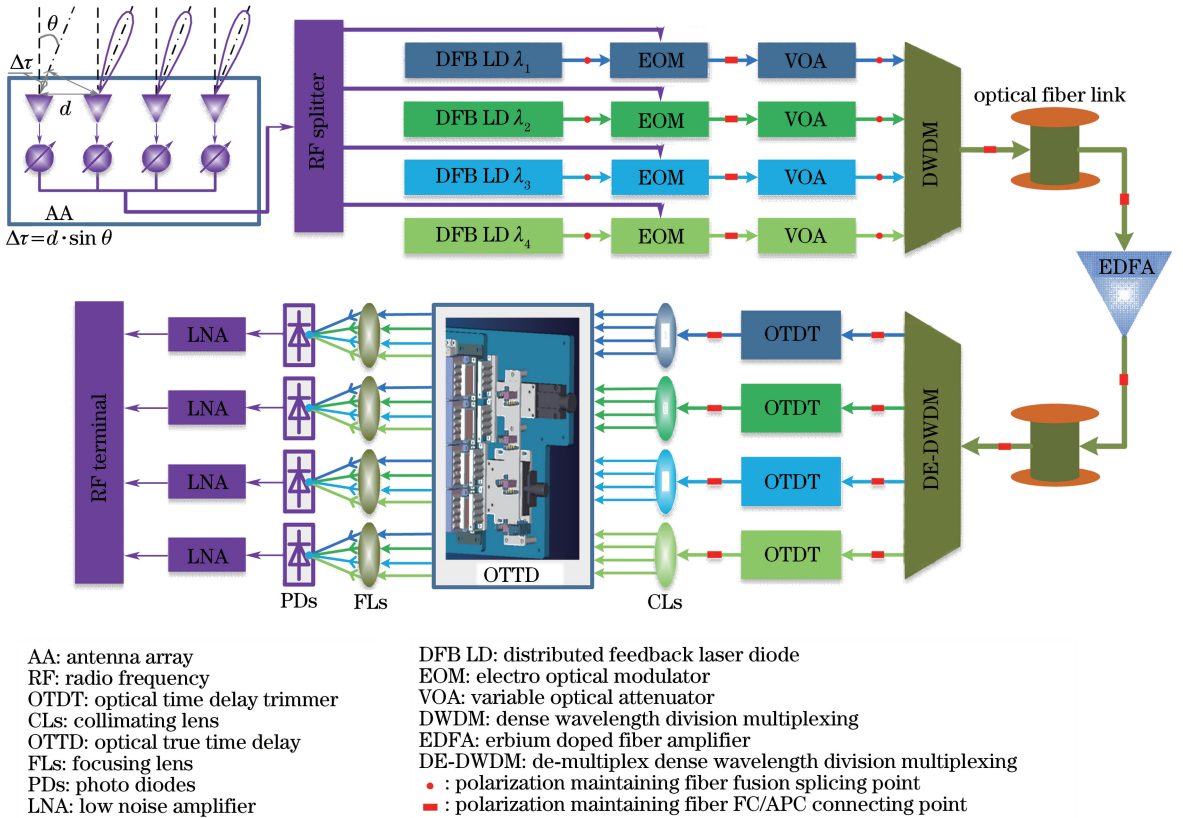 θ
Δτ
d
AA
Δτ=d·sin θ
RF splitter
DFB LD λ1
EOM
VOA
DFB LD λ2
EOM
VOA
DFB LD λ3
EOM
VOA
DFB LD λ4
EOM
VOA
DWDM
optical fiber link
EDFA
RF terminal
LNA
LNA
LNA
LNA
PDs
FLs
OTTD
CLs
OTDT
OTDT
OTDT
OTDT
DE-DWDM
AA: antenna array
RF: radio frequency
OTDT: optical time delay trimmer
CLs: collimating lens
OTTD: optical true time delay
FLs: focusing lens
PDs: photo diodes
LNA: low noise amplifier
DFB LD: distributed feedback laser diode
EOM: electro optical modulator
VOA: variable optical attenuator
DWDM: dense wavelength division multiplexing
EDFA: erbium doped fiber amplifier
DE-DWDM: de-multiplex dense wavelength division multiplexing
: polarization maintaining fiber fusion splicing point
: polarization maintaining fiber FC/APC connecting point